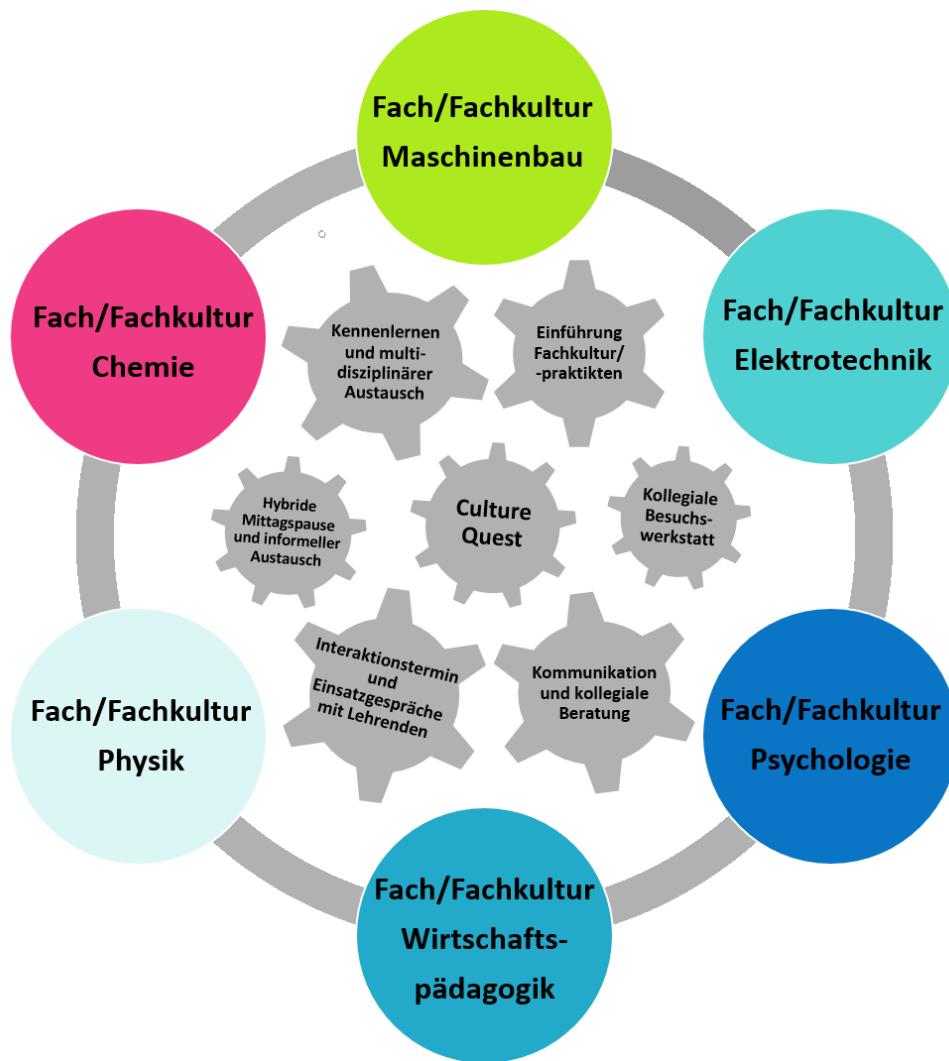 Fach/Fachkultur
Maschinenbau
Fach/Fachkultur
Chemie
Fach/Fachkultur
Elektrotechnik
Kennenlernen
und multi-
disziplinärer
Austausch
Einführung
Fachkultur/
-praktikten
Hybride
Mittagspause
und informeller
Austausch
Culture
Quest
Kollegiale
Besuchs-
werkstatt
Interaktionstermin
und
Einsatzgespräche
mit Lehrenden
Kommunikation
und kollegiale
Beratung
Fach/Fachkultur
Physik
Fach/Fachkultur
Psychologie
Fach/Fachkultur
Wirtschafts-
pädagogik